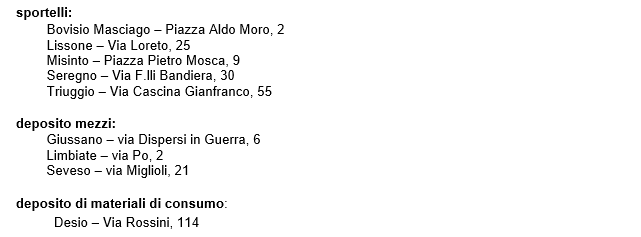 sportelli:
Bovisio Masciago – Piazza Aldo Moro, 2
Lissone – Via Loreto, 25
Misinto – Piazza Pietro Mosca, 9
Seregno – Via F.lli Bandiera, 30
Triuggio – Via Cascina Gianfranco, 55
deposito mezzi:
Giussano – via Dispersi in Guerra, 6
Limbiate – via Po, 2
Seveso – via Miglioli, 21
deposito di materiali di consumo:
Desio – Via Rossini, 114